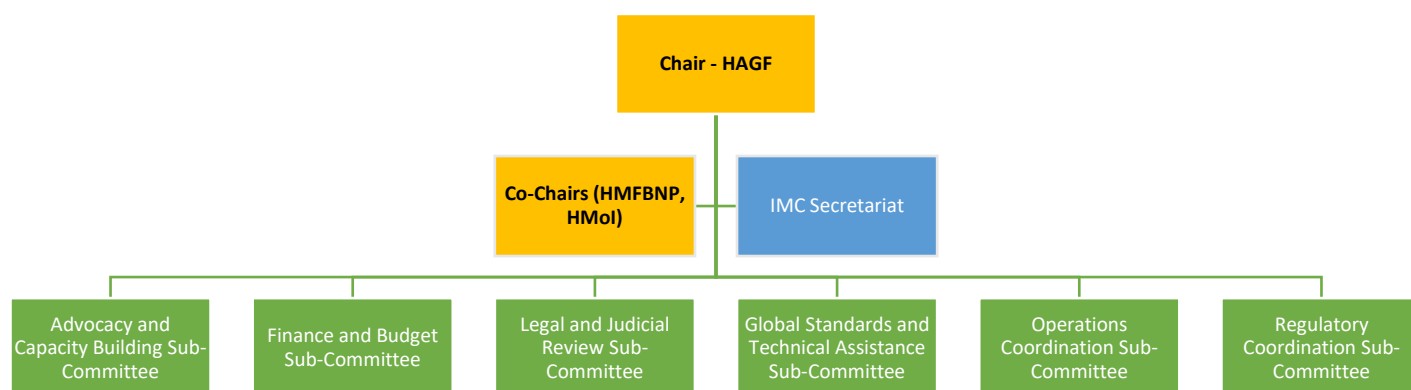 Chair - HAGF
Co-Chairs (HMFBNP,
HMoI)
IMC Secretariat
Advocacy and
Capacity Building Sub-
Committee
Finance and Budget
Sub-Committee
Legal and Judicial
Review Sub-
Committee
Global Standards and
Technical Assistance
Sub-Committee
Operations
Coordination Sub-
Committee
Regulatory
Coordination Sub-
Committee